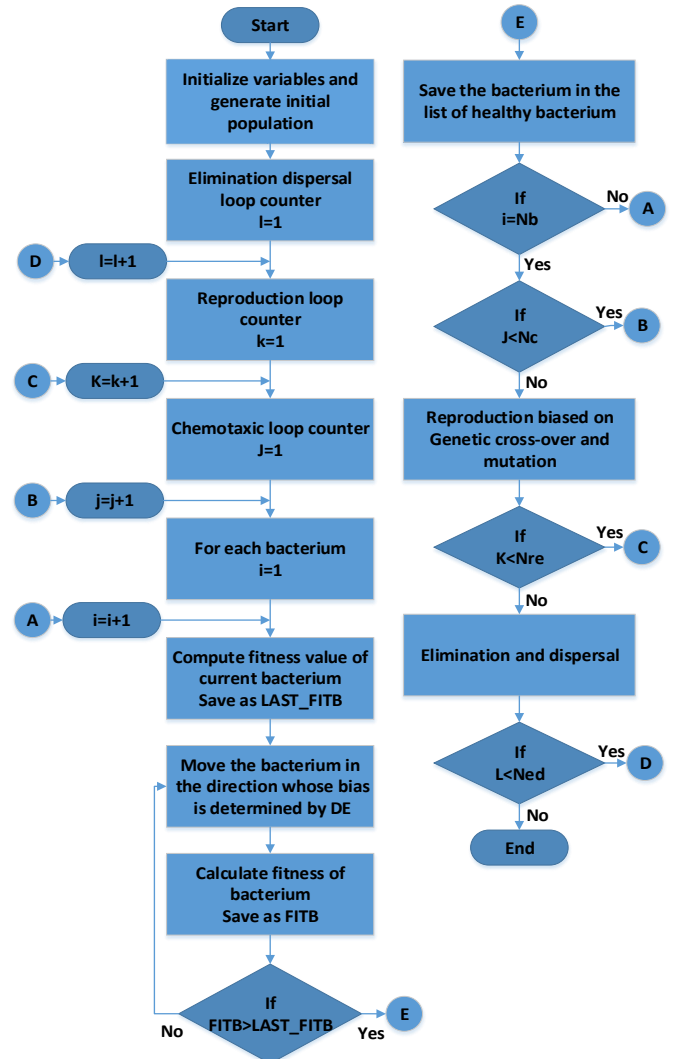 Start
Initialize variables and
generate initial
population
Elimination dispersal
loop counter
l=1
D
l=l+1
Reproduction loop
counter
k=1
C
K=k+1
Chemotaxic loop counter
J=1
B
j=j+1
For each bacterium
i=1
A
i=i+1
Compute fitness value of
current bacterium
Save as LAST_FITB
Move the bacterium in
the direction whose bias
is determined by DE
Calculate fitness of
bacterium
Save as FITB
If
FITB>LAST_FITB
No
Yes
E
E
Save the bacterium in the
list of healthy bacterium
If
i=Nb
No
A
Yes
If
J<Nc
Yes
B
No
Reproduction biased on
Genetic cross-over and
mutation
If
K<Nre
Yes
C
No
Elimination and dispersal
If
L<Ned
Yes
D
No
End